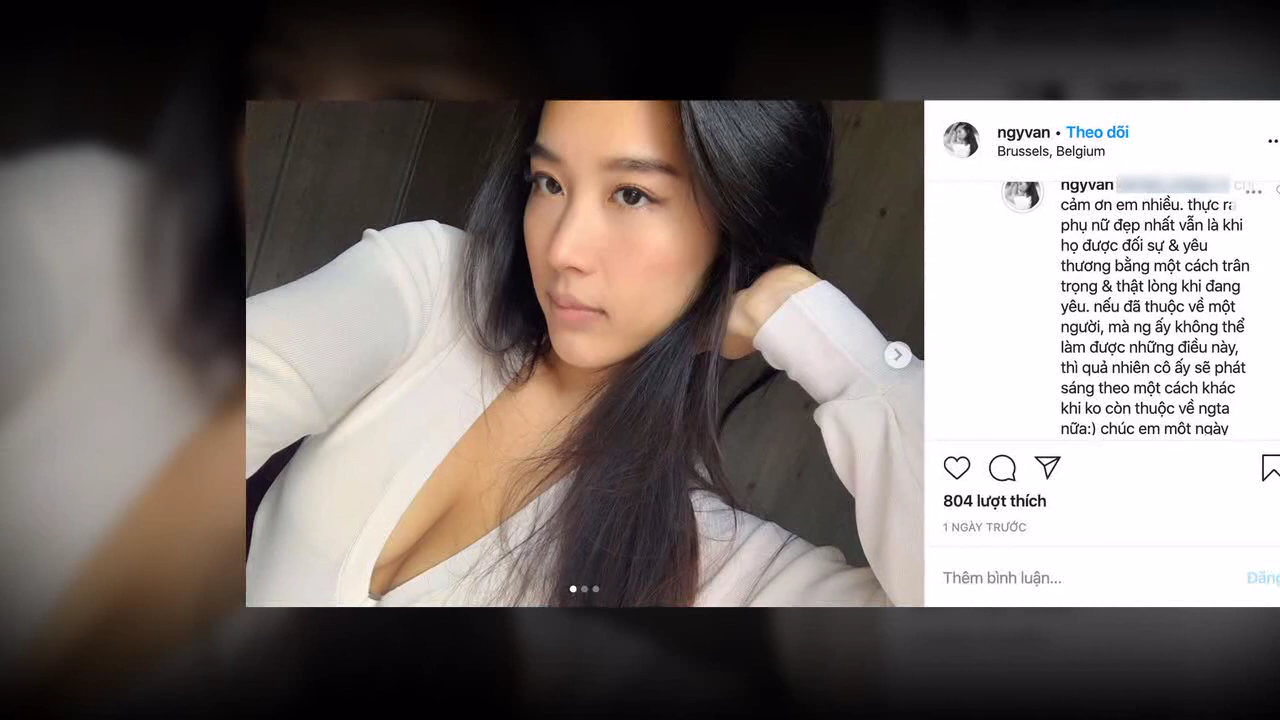 ngyvan • Theo dõi
Brussels, Belgium
ngyvan chị
cảm ơn em nhiều. thực ra
phụ nữ đẹp nhất vẫn là khi
họ được đối sự & yêu
thương bằng một cách trân
trọng & thật lòng khi đang
yêu. nếu đã thuộc về một
người, mà ng ấy không thể
làm được những điều này,
thì quả nhiên cô ấy sẽ phát
sáng theo một cách khác
khi ko còn thuộc về ngta
nữa:) chúc em một ngày
804 lượt thích
1 NGÀY TRƯỚC
Thêm bình luận...